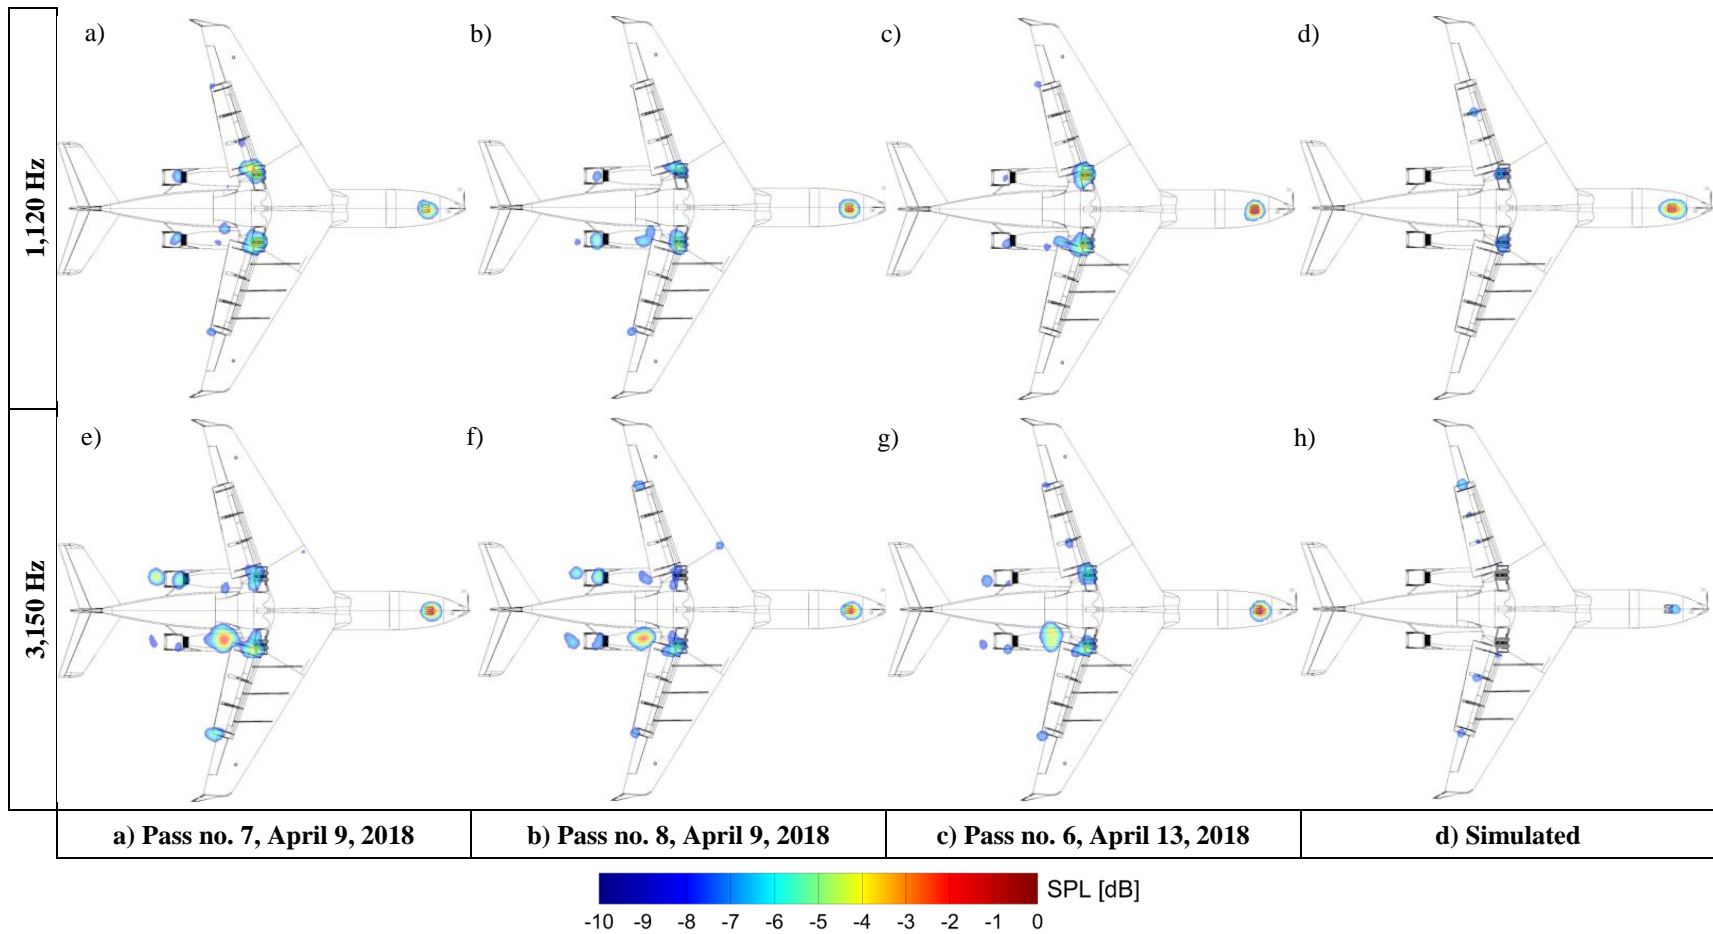 a)
b)
c)
d)
1,120 Hz
e)
f)
g)
h)
3,150 Hz
a) Pass no. 7, April 9, 2018
b) Pass no. 8, April 9, 2018
c) Pass no. 6, April 13, 2018
d) Simulated
SPL [dB]
-10 -9 -8 -7 -6 -5 -4 -3 -2 -1 0